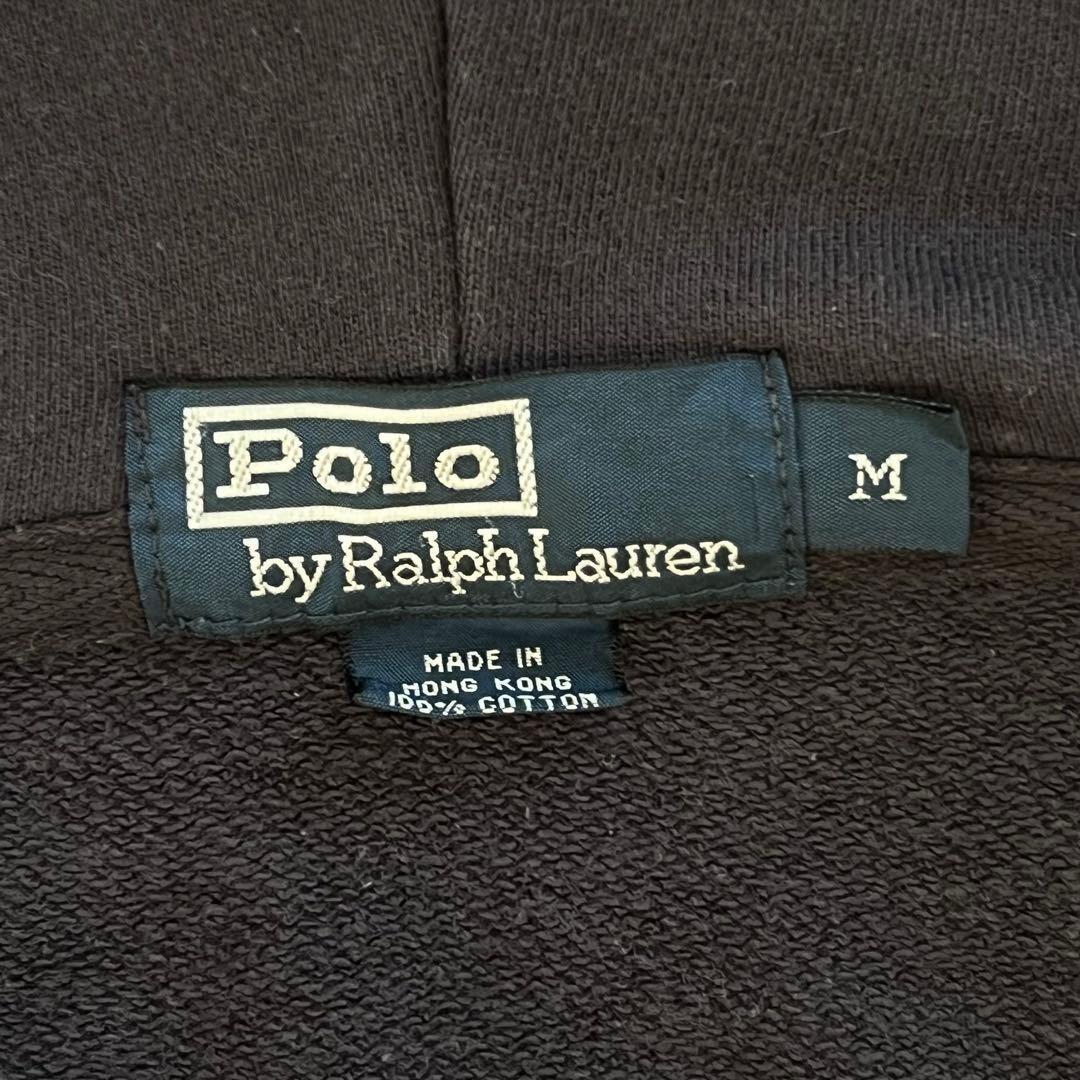 Polo
by Ralph Lauren
M
MADE IN
HONG KONG
100% COTTON